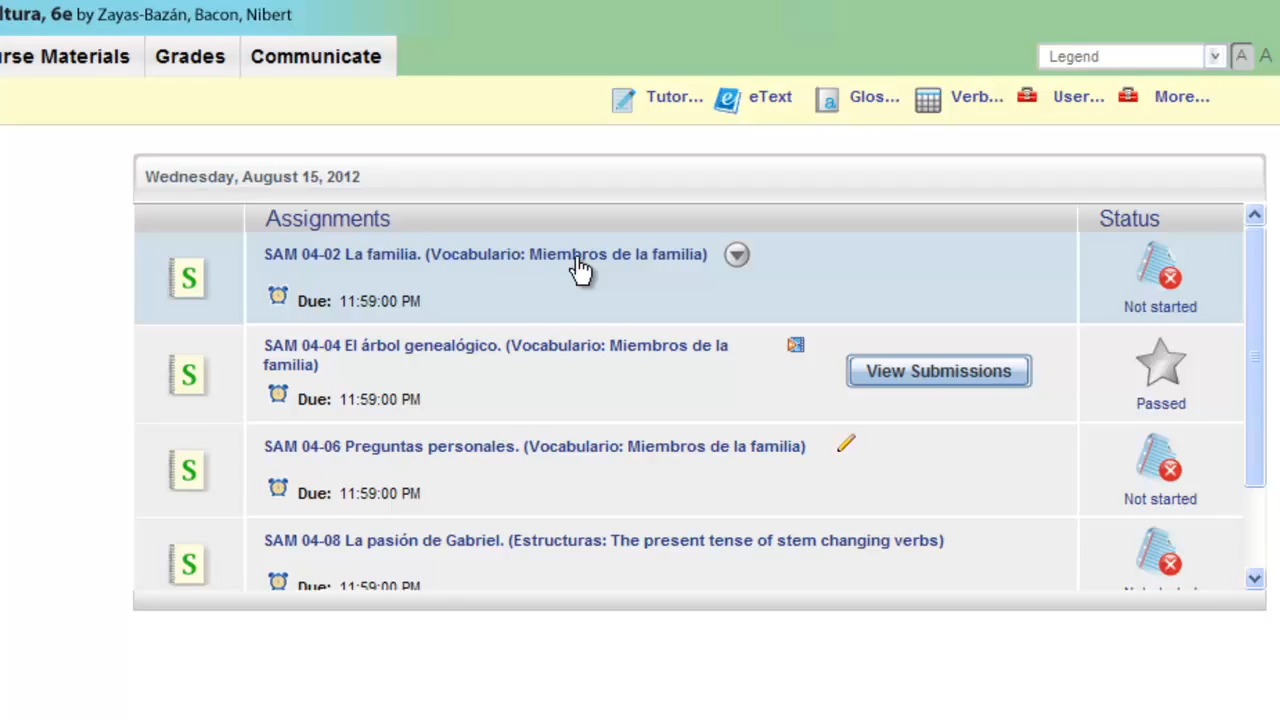 ltura, 6e by Zayas-Bazán, Bacon, Nibert
rse Materials Grades Communicate
Legend A A
Tutor... eText Glos... Verb... User... More...
Wednesday, August 15, 2012
Assignments Status
S SAM 04-02 La familia. (Vocabulario: Miembros de la familia)
Due: 11:59:00 PM Not started
S SAM 04-04 El árbol genealógico. (Vocabulario: Miembros de la
familia)
View Submissions
Due: 11:59:00 PM Passed
S SAM 04-06 Preguntas personales. (Vocabulario: Miembros de la familia)
Due: 11:59:00 PM Not started
S SAM 04-08 La pasión de Gabriel. (Estructuras: The present tense of stem changing verbs)
Due: 11:59:00 PM